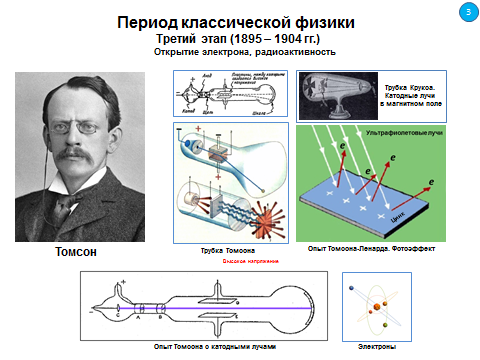 3
Период классической физики
Третий этап (1895 – 1904 гг.)
Открытие электрона, радиоактивность
Анод
Пластины, между которыми
Катод
Щель
Шкала
Трубка Крукса.
Катодные лучи
в магнитном поле
Ультрафиолетовые лучи
e
e
e
e
Цинк
Томсон
Трубка Томсона
Высокое напряжение
Опыт Томсона-Ленарда. Фотоэффект
C
A
B
D
E
Опыт Томсона с катодными лучами
Электроны